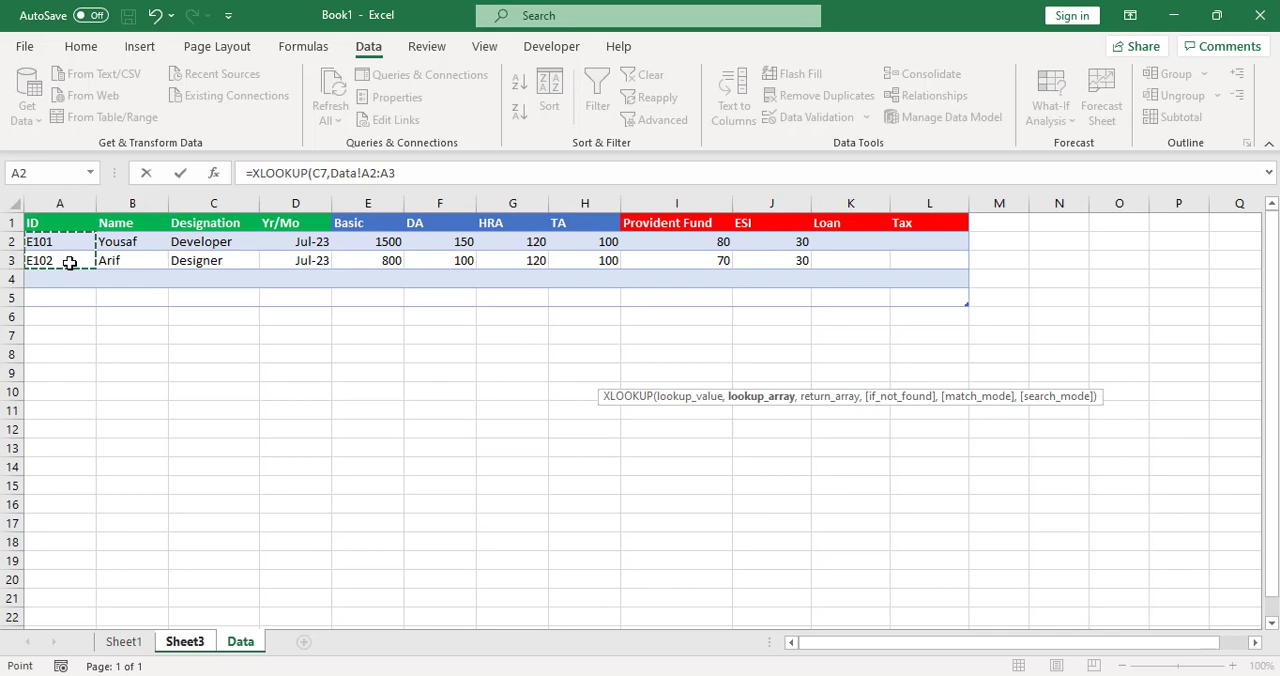 AutoSave Off Book1 - Excel Search Sign in
File Home Insert Page Layout Formulas Data Review View Developer Help Share Comments
Get Data From Text/CSV From Web From Table/Range Recent Sources Existing Connections
Refresh All Queries & Connections Properties Edit Links
Sort Filter Clear Reapply Advanced
Text to Columns Flash Fill Remove Duplicates Data Validation Consolidate Relationships Manage Data Model
What-If Analysis Forecast Sheet Group Ungroup Subtotal
Get & Transform Data Queries & Connections Sort & Filter Data Tools Forecast Outline
A2 fx =XLOOKUP(C7,Data!A2:A3
A B C D E F G H I J K L M N O P Q
1 ID Name Designation Yr/Mo Basic DA HRA TA Provident Fund ESI Loan Tax
2 E101 Yousaf Developer Jul-23 1500 150 120 100 80 30
3 E102 Arif Designer Jul-23 800 100 120 100 70 30
4
5
6
7
8
9
10
XLOOKUP(lookup_value, lookup_array, return_array, [if_not_found], [match_mode], [search_mode])
11
12
13
14
15
16
17
18
19
20
21
22
Sheet1 Sheet3 Data
Point Page: 1 of 1 100%